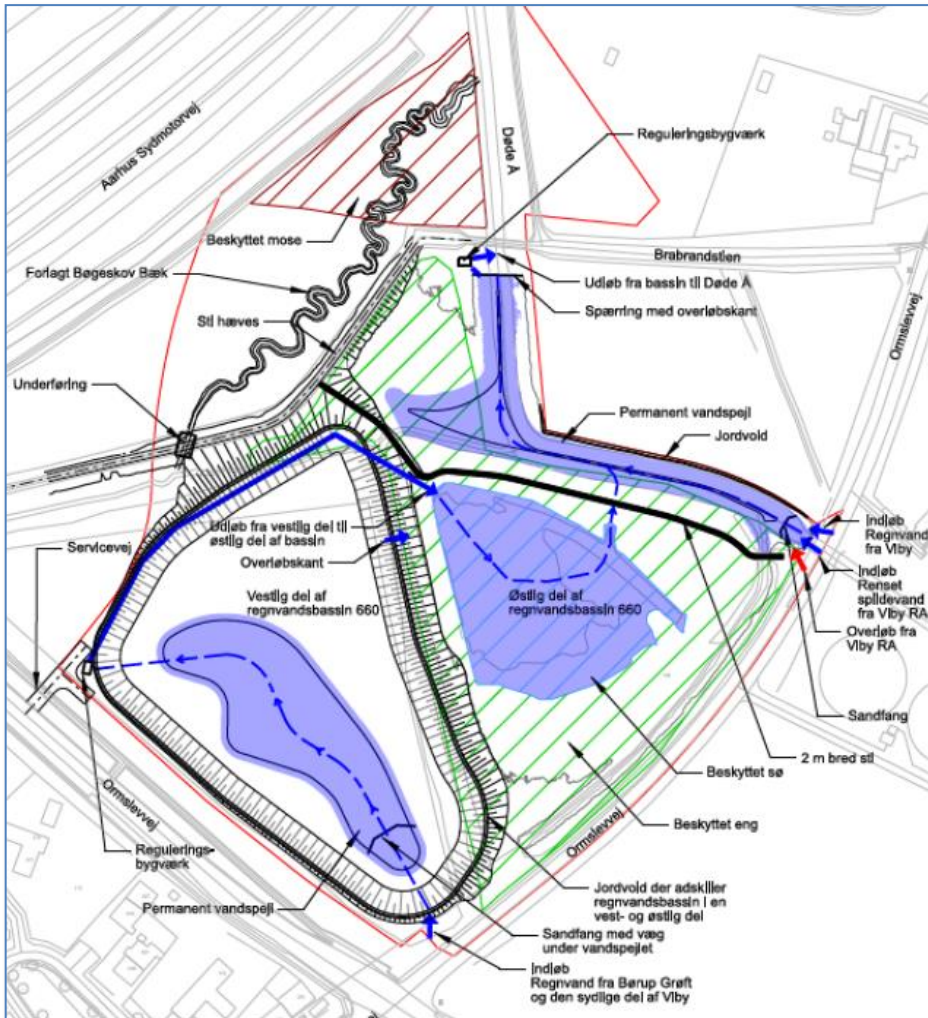 Aarhus Sydmotorvej
Døde Å
Reguleringsbygværk
Beskyttet mose
Brabrandstien
Forlagt Bøgeskov Bæk
Udløb fra bassin til Døde Å
Spærring med overløbskant
Ormslevvej
Sti hæves
Underføring
Permanent vandspejl
Jordvold
Udløb fra vestlig del til
østlig del af bassin
Servicevej
Overløbskant
Indløb
Regnvand
fra Viby
Indløb
Renset
spildevand
fra Viby RA
Vestlig del af
regnvandsbassin 660
Østlig del af
regnvandsbassin 660
Overløb fra
Viby RA
Sandfang
2 m bred sti
Beskyttet sø
Ormslevvej
Beskyttet eng
Ormslevvej
Regulerings-
bygværk
Jordvold der adskiller
regnvandsbassin i en
vest- og østlig del
Permanent vandspejl
Sandfang med væg
under vandspejlet
Indløb
Regnvand fra Børup Grøft
og den sydlige del af Viby